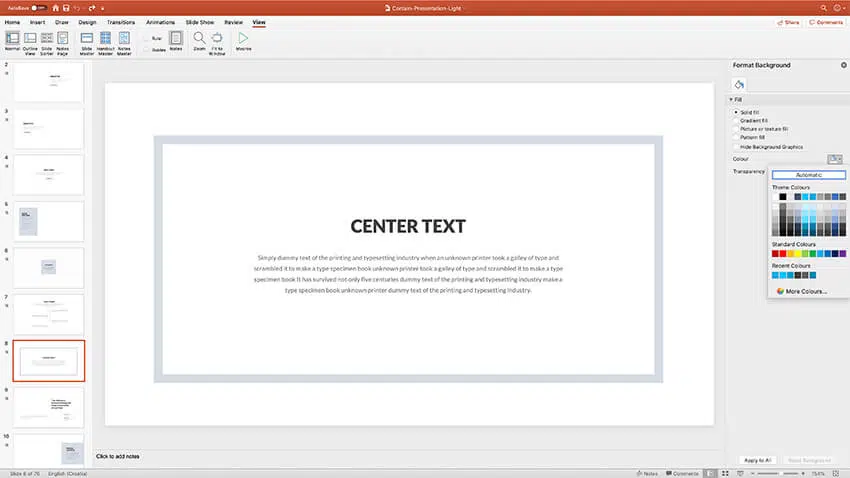 AutoSave OFF
Contain-Presentation-Light
Home Insert Draw Design Transitions Animations Slide Show Review View
Share Comments
Normal Outline View Slide Sorter Notes Page Slide Master Handout Master Notes Master Ruler Guides Notes Zoom Fit to Window Macros
2
3
4
5
6
7
8
9
10
CENTER TEXT
Simply dummy text of the printing and typesetting industry when an unknown printer took a galley of type and
scrambled it to make a type specimen book unknown printer took a galley of type and scrambled it to make a type
specimen book It has survived not only five centuries dummy text of the printing and typesetting industry make a
type specimen book unknown printer dummy text of the printing and typesetting industry.
Format Background
Fill
Solid fill
Gradient fill
Picture or texture fill
Pattern fill
Hide Background Graphics
Colour
Transparency
Automatic
Theme Colours
Standard Colours
Recent Colours
More Colours...
Click to add notes
Apply to All Reset Background
Slide 8 of 76 English (Croatia)
Notes Comments 154%